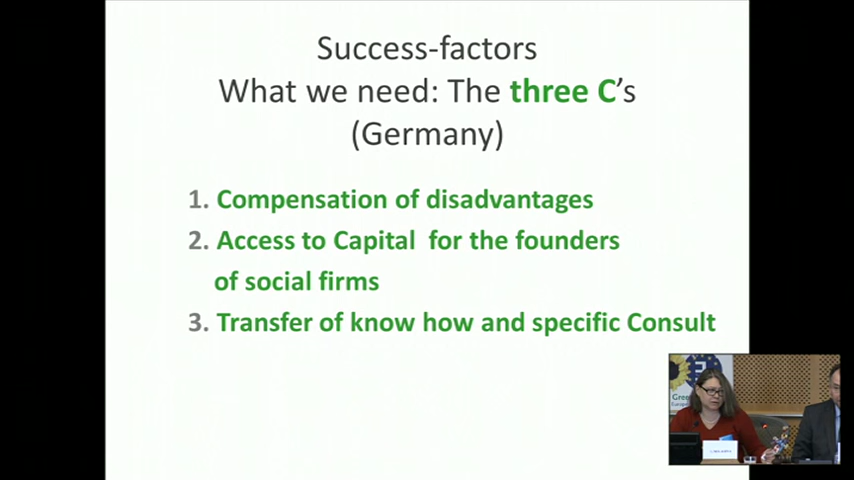 Success-factors
What we need: The three C's
(Germany)
1. Compensation of disadvantages
2. Access to Capital for the founders
of social firms
3. Transfer of know how and specific Consult